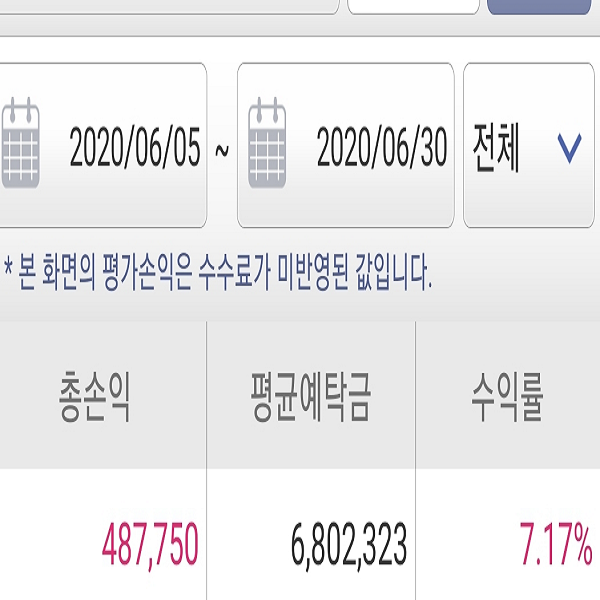 2020/06/05 ~ 2020/06/30 전체
* 본 화면의 평가손익은 수수료가 미반영된 값입니다.
총손익 평균예탁금 수익률
487,750 6,802,323 7.17%